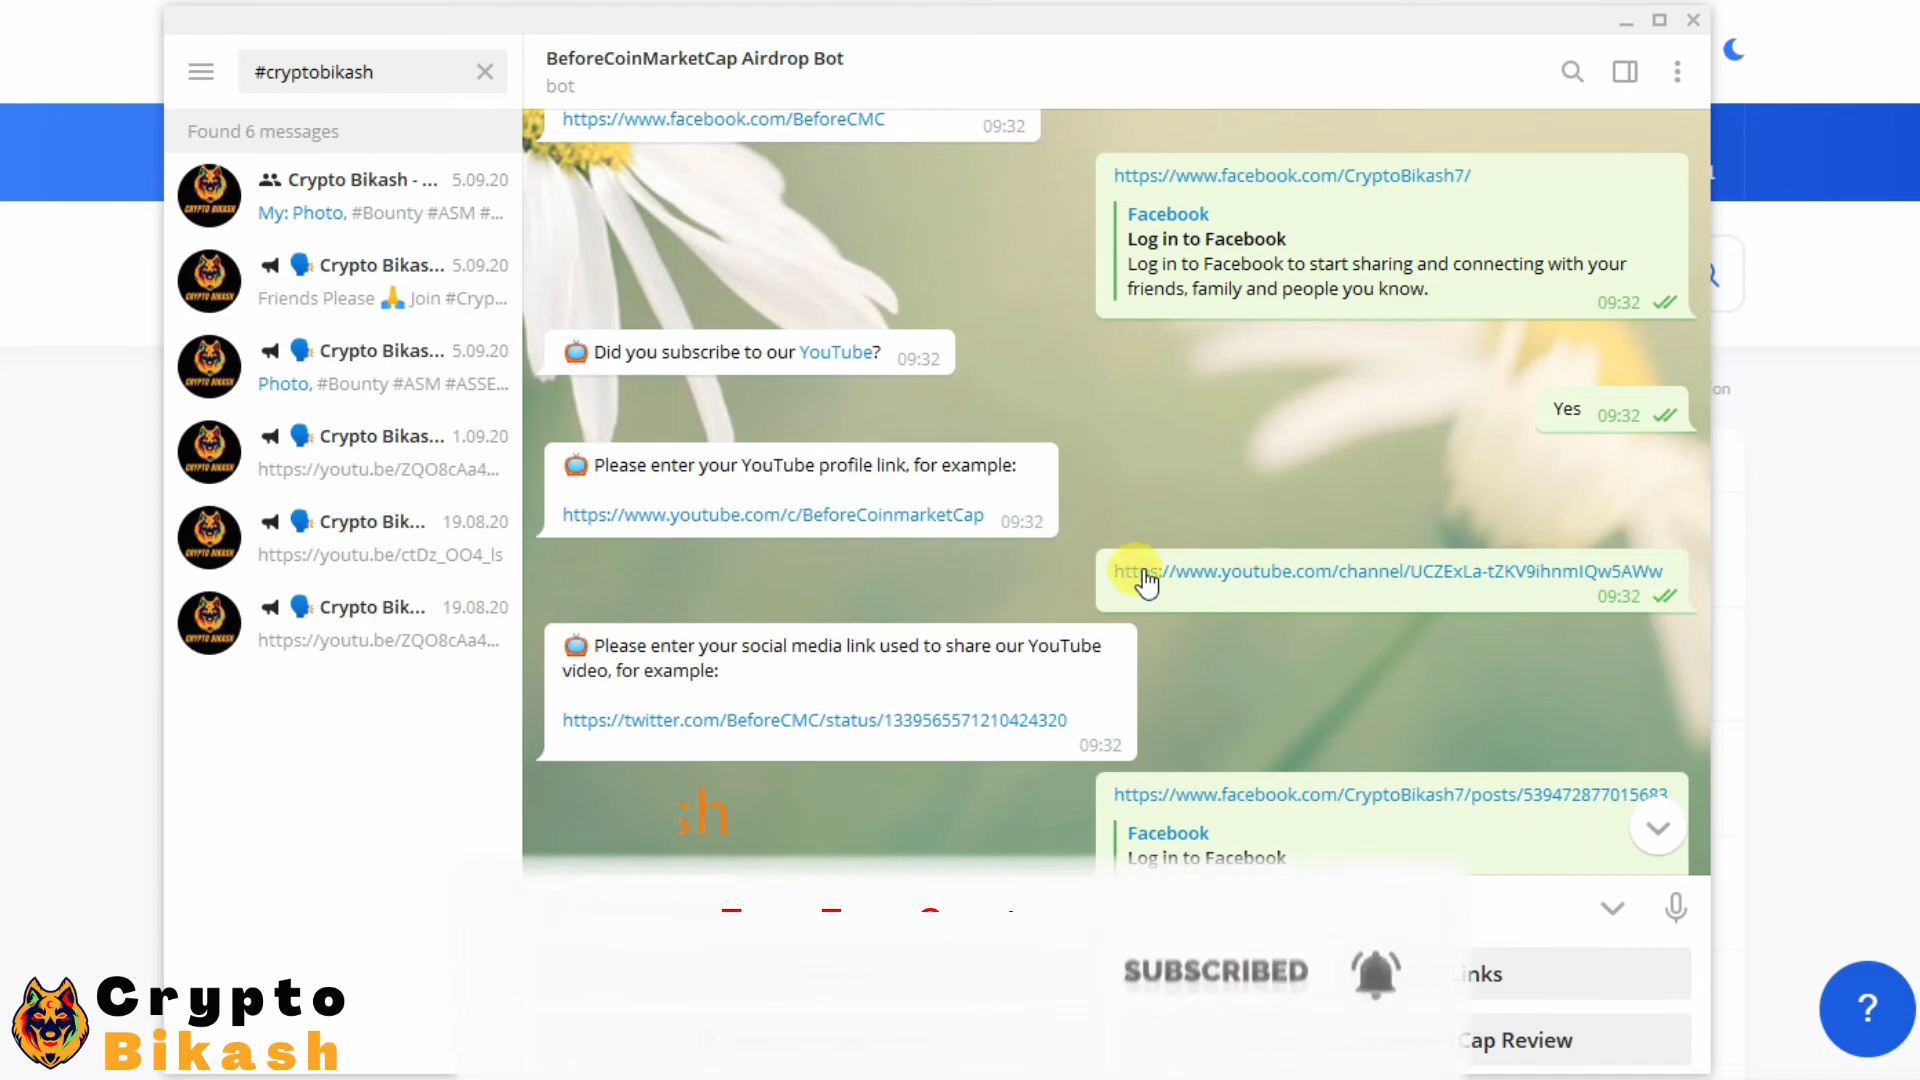 #cryptobikash
Found 6 messages
Crypto Bikash - ... 5.09.20
My: Photo, #Bounty #ASM #...
Crypto Bikas... 5.09.20
Friends Please 🙏 Join #Cryp...
Crypto Bikas... 5.09.20
Photo, #Bounty #ASM #ASSE...
Crypto Bikas... 1.09.20
https://youtu.be/ZQO8cAa4...
Crypto Bik... 19.08.20
https://youtu.be/ctDz_OO4_ls
Crypto Bik... 19.08.20
https://youtu.be/ZQO8cAa4...
BeforeCoinMarketCap Airdrop Bot
bot
https://www.facebook.com/BeforeCMC
09:32
https://www.facebook.com/CryptoBikash7/
Facebook
Log in to Facebook
Log in to Facebook to start sharing and connecting with your
friends, family and people you know.
09:32
Did you subscribe to our YouTube? 09:32
Yes 09:32
Please enter your YouTube profile link, for example:
https://www.youtube.com/c/BeforeCoinmarketCap 09:32
https://www.youtube.com/channel/UCZExLa-tZKV9ihnmIQw5AWw
09:32
Please enter your social media link used to share our YouTube
video, for example:
https://twitter.com/BeforeCMC/status/1339565571210424320
09:32
https://www.facebook.com/CryptoBikash7/posts/539472877015683
Facebook
Log in to Facebook
SUBSCRIBED
Cap Review
?
Crypto
Bikash